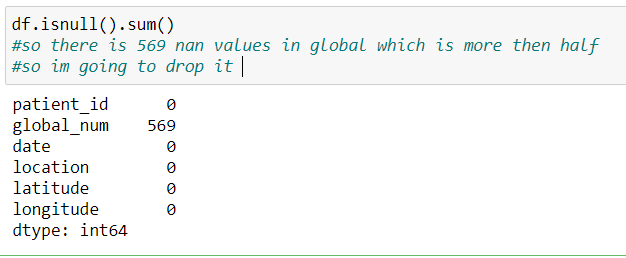 df.isnull().sum()
#so there is 569 nan values in global which is more then half
#so im going to drop it
patient_id 0
global_num 569
date 0
location 0
latitude 0
longitude 0
dtype: int64